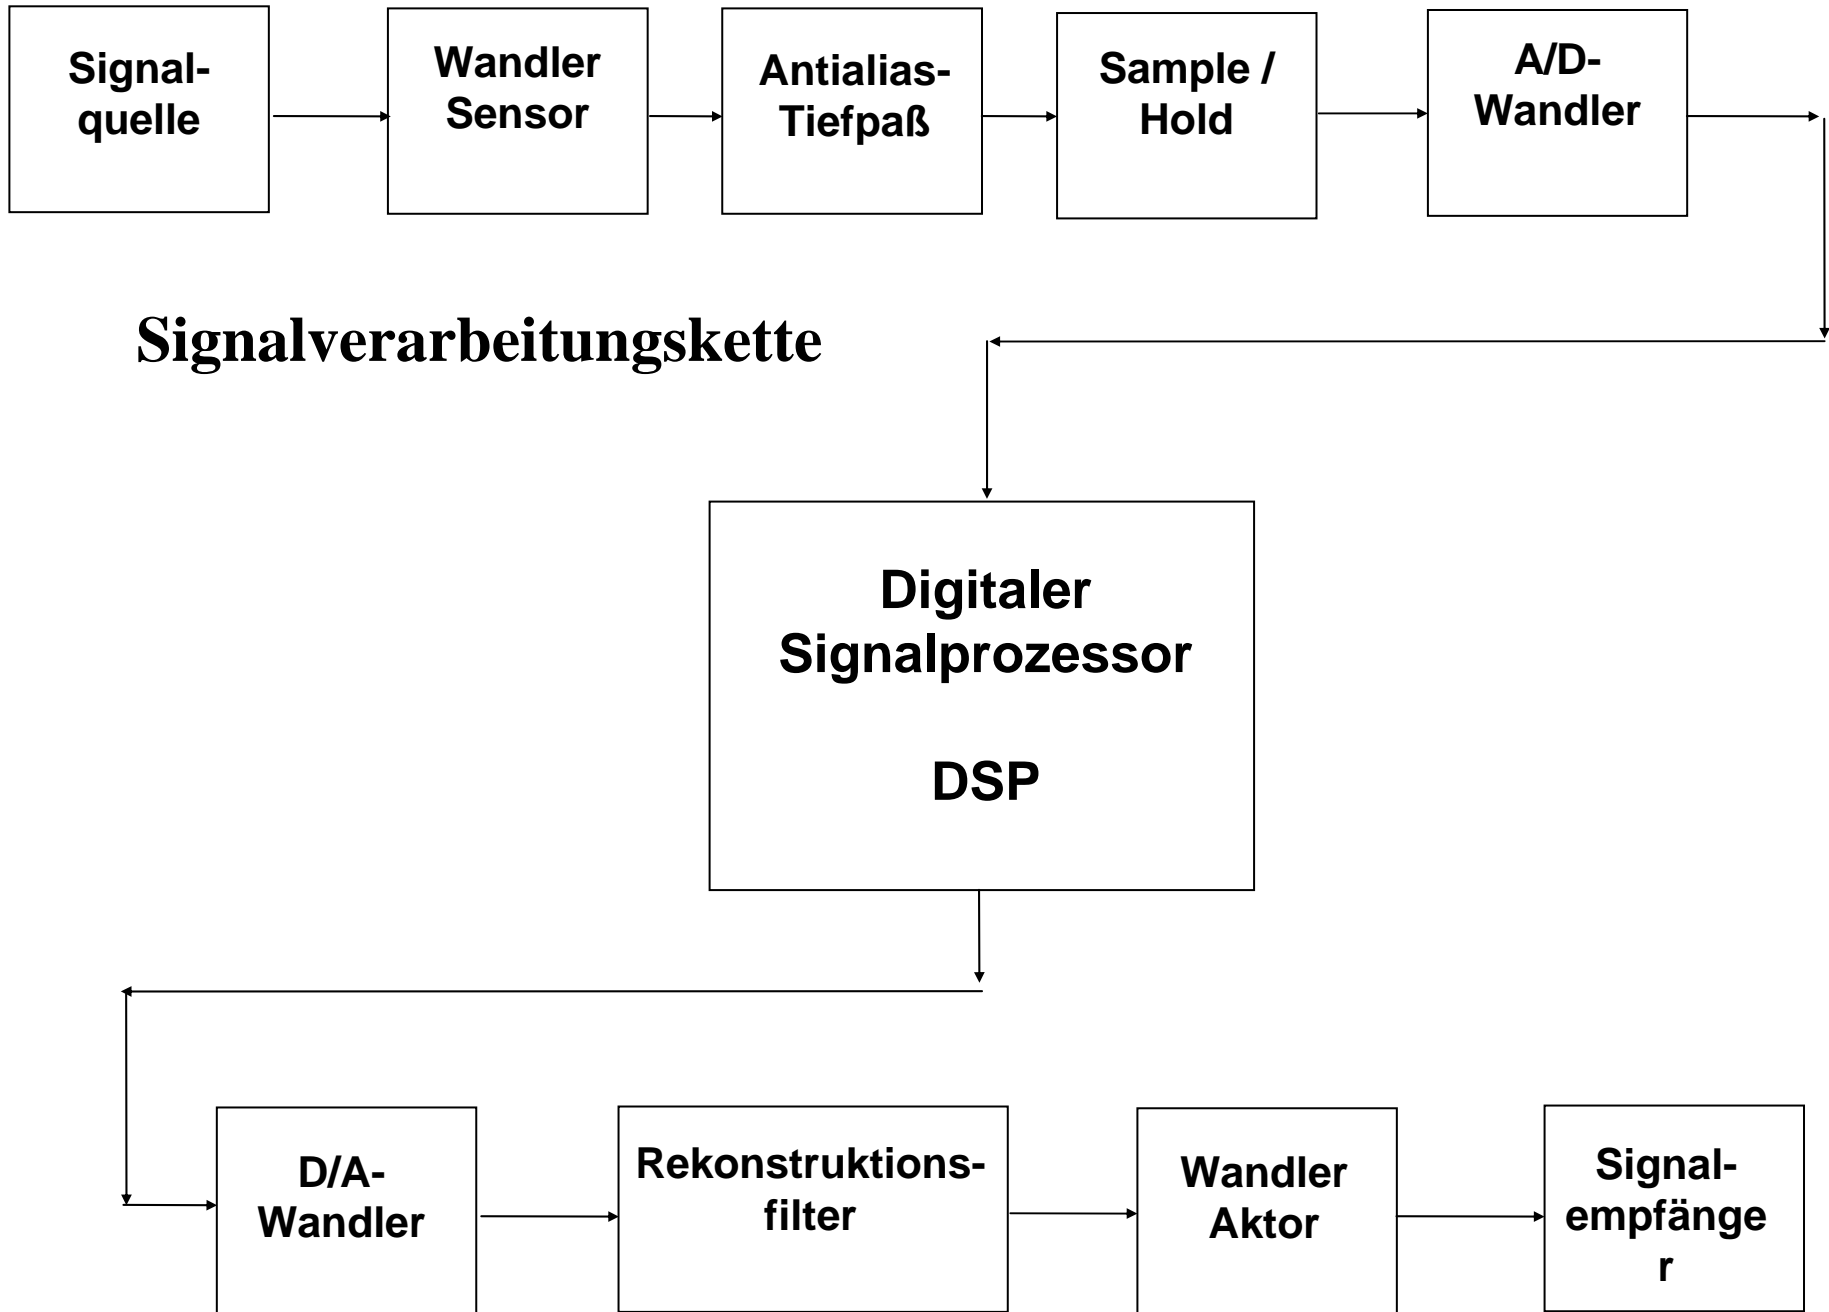 Signal-
quelle
Wandler
Sensor
Antialias-
Tiefpaß
Sample /
Hold
A/D-
Wandler
Signalverarbeitungskette
Digitaler
Signalprozessor
DSP
D/A-
Wandler
Rekonstruktions-
filter
Wandler
Aktor
Signal-
empfänge
r